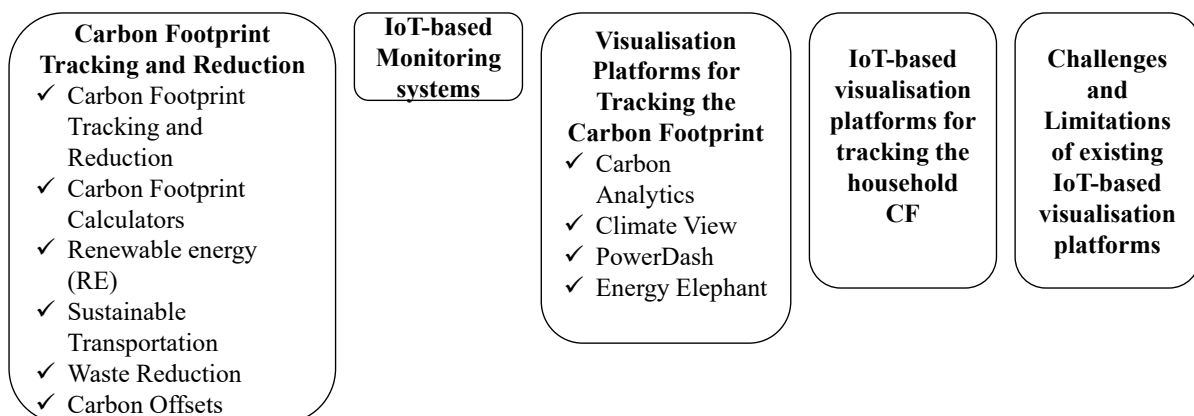 Carbon Footprint
Tracking and Reduction
✓ Carbon Footprint
Tracking and
Reduction
✓ Carbon Footprint
Calculators
✓ Renewable energy
(RE)
✓ Sustainable
Transportation
✓ Waste Reduction
✓ Carbon Offsets
IoT-based
Monitoring
systems
Visualisation
Platforms for
Tracking the
Carbon Footprint
✓ Carbon
Analytics
✓ Climate View
✓ PowerDash
✓ Energy Elephant
IoT-based
visualisation
platforms for
tracking the
household
CF
Challenges
and
Limitations
of existing
IoT-based
visualisation
platforms